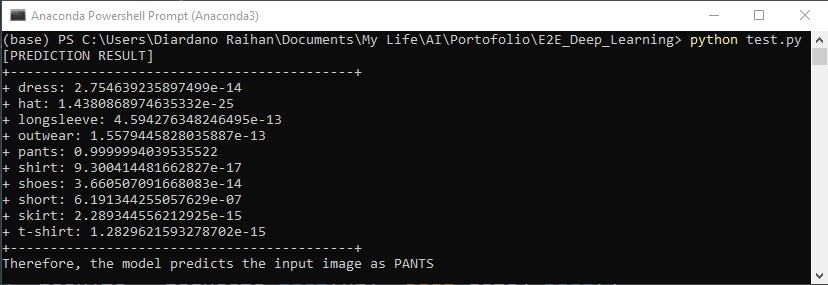 Anaconda Powershell Prompt (Anaconda3)
(base) PS C:\Users\Diardano Raihan\Documents\My Life\AI\Portofolio\E2E_Deep_Learning> python test.py
[PREDICTION RESULT]
+-------------------------------------------+
+ dress: 2.754639235897499e-14
+ hat: 1.4380868974635332e-25
+ longsleeve: 4.594276348246495e-13
+ outwear: 1.5579445828035887e-13
+ pants: 0.9999994039535522
+ shirt: 9.300414481662827e-17
+ shoes: 3.660507091668083e-14
+ short: 6.191344255057629e-07
+ skirt: 2.289344556212925e-15
+ t-shirt: 1.2829621593278702e-15
+-------------------------------------------+
Therefore, the model predicts the input image as PANTS